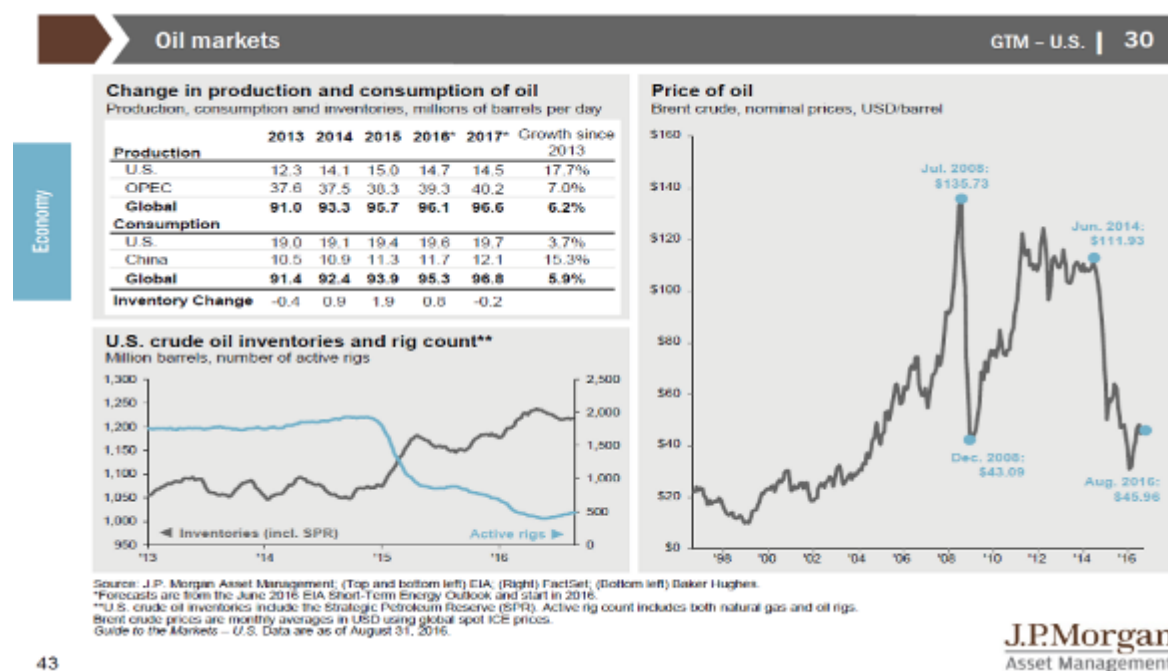 Oil markets
GTM – U.S. | 30
Economy
Change in production and consumption of oil
Production, consumption and inventories, millions of barrels per day
2013 2014 2015 2016* 2017* Growth since 2013
Production
U.S. 12.3 14.1 15.0 14.7 14.5 17.7%
OPEC 37.6 37.5 38.3 39.3 40.2 7.0%
Global 91.0 93.3 95.7 96.1 96.6 6.2%
Consumption
U.S. 19.0 19.1 19.4 19.6 19.7 3.7%
China 10.5 10.9 11.3 11.7 12.1 15.3%
Global 91.4 92.4 93.9 95.3 96.8 5.9%
Inventory Change -0.4 0.9 1.9 0.8 -0.2
U.S. crude oil inventories and rig count**
Million barrels, number of active rigs
1,300
1,250
1,200
1,150
1,100
1,050
1,000
950
2,500
2,000
1,500
1,000
500
0
Inventories (incl. SPR)
Active rigs
'13 '14 '15 '16
Price of oil
Brent crude, nominal prices, USD/barrel
$160
$140
$120
$100
$80
$60
$40
$20
$0
Jul. 2008:
$135.73
Jun. 2014:
$111.93
Dec. 2008:
$43.09
Aug. 2016:
$45.96
'98 '00 '02 '04 '06 '08 '10 '12 '14 '16
Source: J.P. Morgan Asset Management; (Top and bottom left) EIA; (Right) FactSet; (Bottom left) Baker Hughes.
*Forecasts are from the June 2016 EIA Short-Term Energy Outlook and start in 2016.
**U.S. crude oil inventories include the Strategic Petroleum Reserve (SPR). Active rig count includes both natural gas and oil rigs.
Brent crude prices are monthly averages in USD using global spot ICE prices.
Guide to the Markets – U.S. Data are as of August 31, 2016.
J.P.Morgan
Asset Management
43